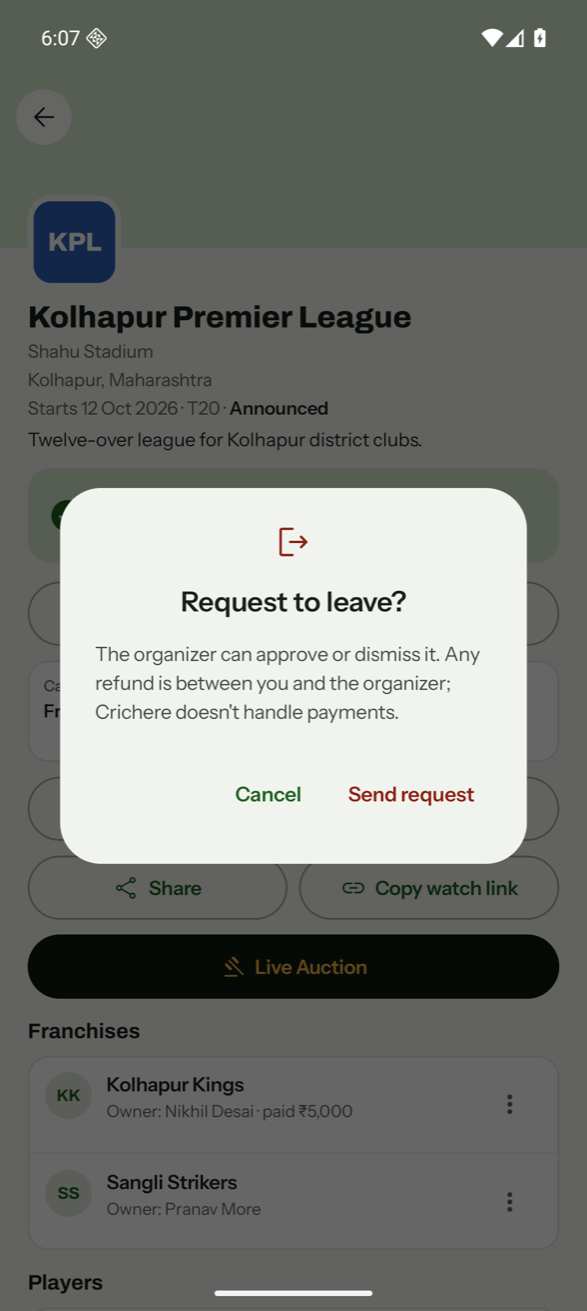 6:07
KPL
Kolhapur Premier League
Shahu Stadium
Kolhapur, Maharashtra
Starts 12 Oct 2026 · T20 · Announced
Twelve-over league for Kolhapur district clubs.
Request to leave?
The organizer can approve or dismiss it. Any
refund is between you and the organizer;
Crichere doesn't handle payments.
Cancel
Send request
Share
Copy watch link
Live Auction
Franchises
KK
Kolhapur Kings
Owner: Nikhil Desai · paid ₹5,000
SS
Sangli Strikers
Owner: Pranav More
Players